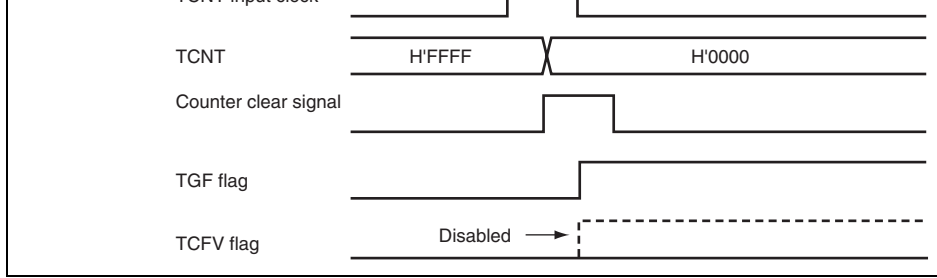 TCNT input clock
TCNT H'FFFF H'0000
Counter clear signal
TGF flag
Disabled
TCFV flag